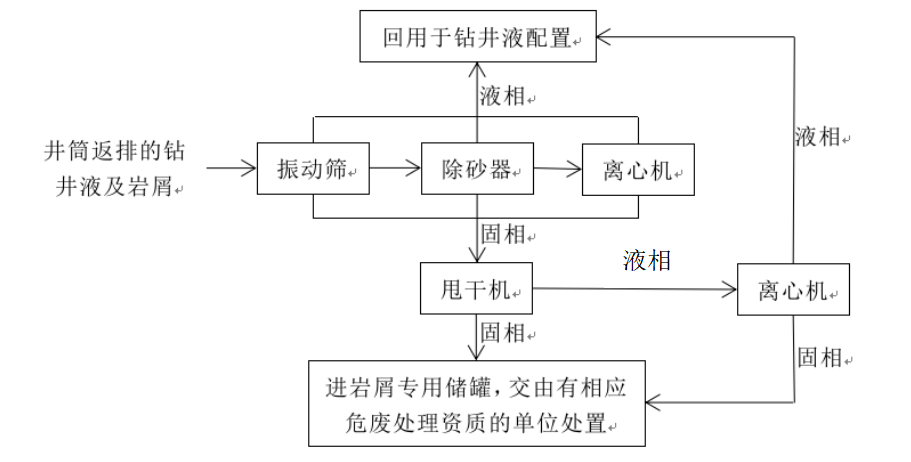 回用于钻井液配置
液相
液相
井筒返排的钻
井液及岩屑
振动筛
除砂器
离心机
固相
液相
甩干机
离心机
固相
固相
进岩屑专用储罐，交由有相应
危废处理资质的单位处置